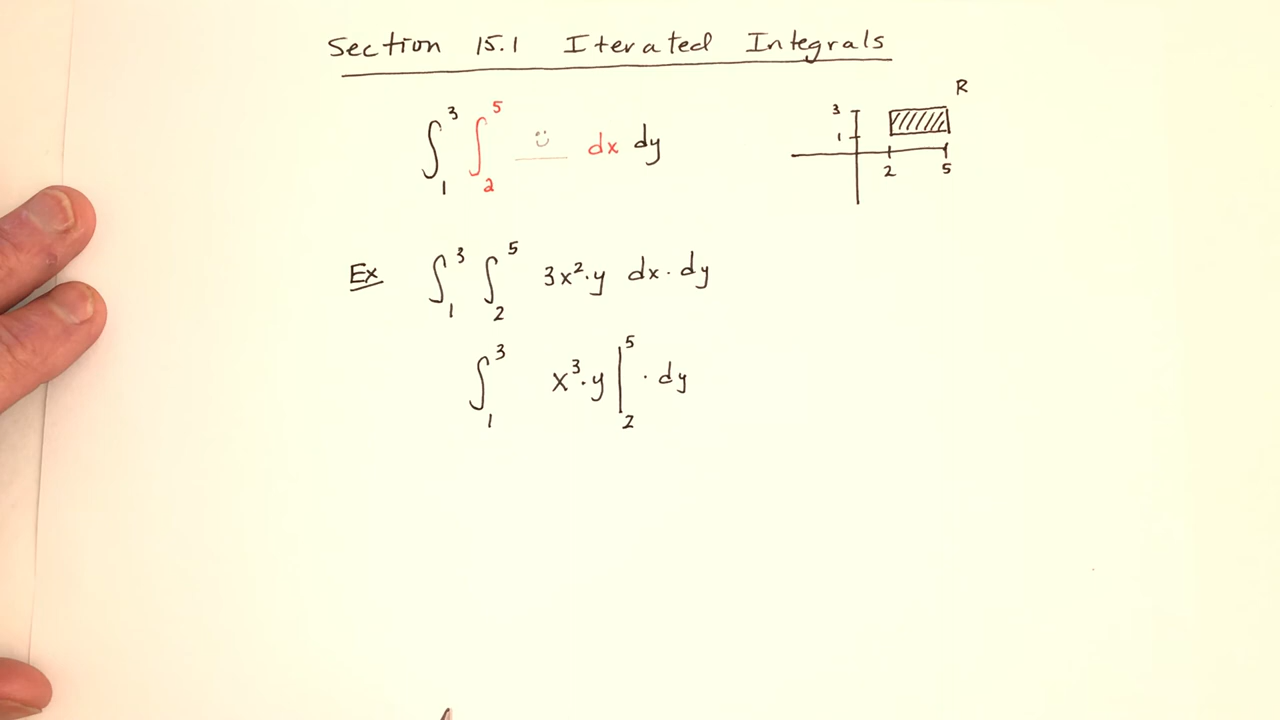 Section 15.1 Iterated Integrals
∫₁³ ∫₂⁵ ___ dx dy
R
3
1
2 5
Ex ∫₁³ ∫₂⁵ 3x²·y dx·dy
∫₁³ x³·y |₂⁵ · dy